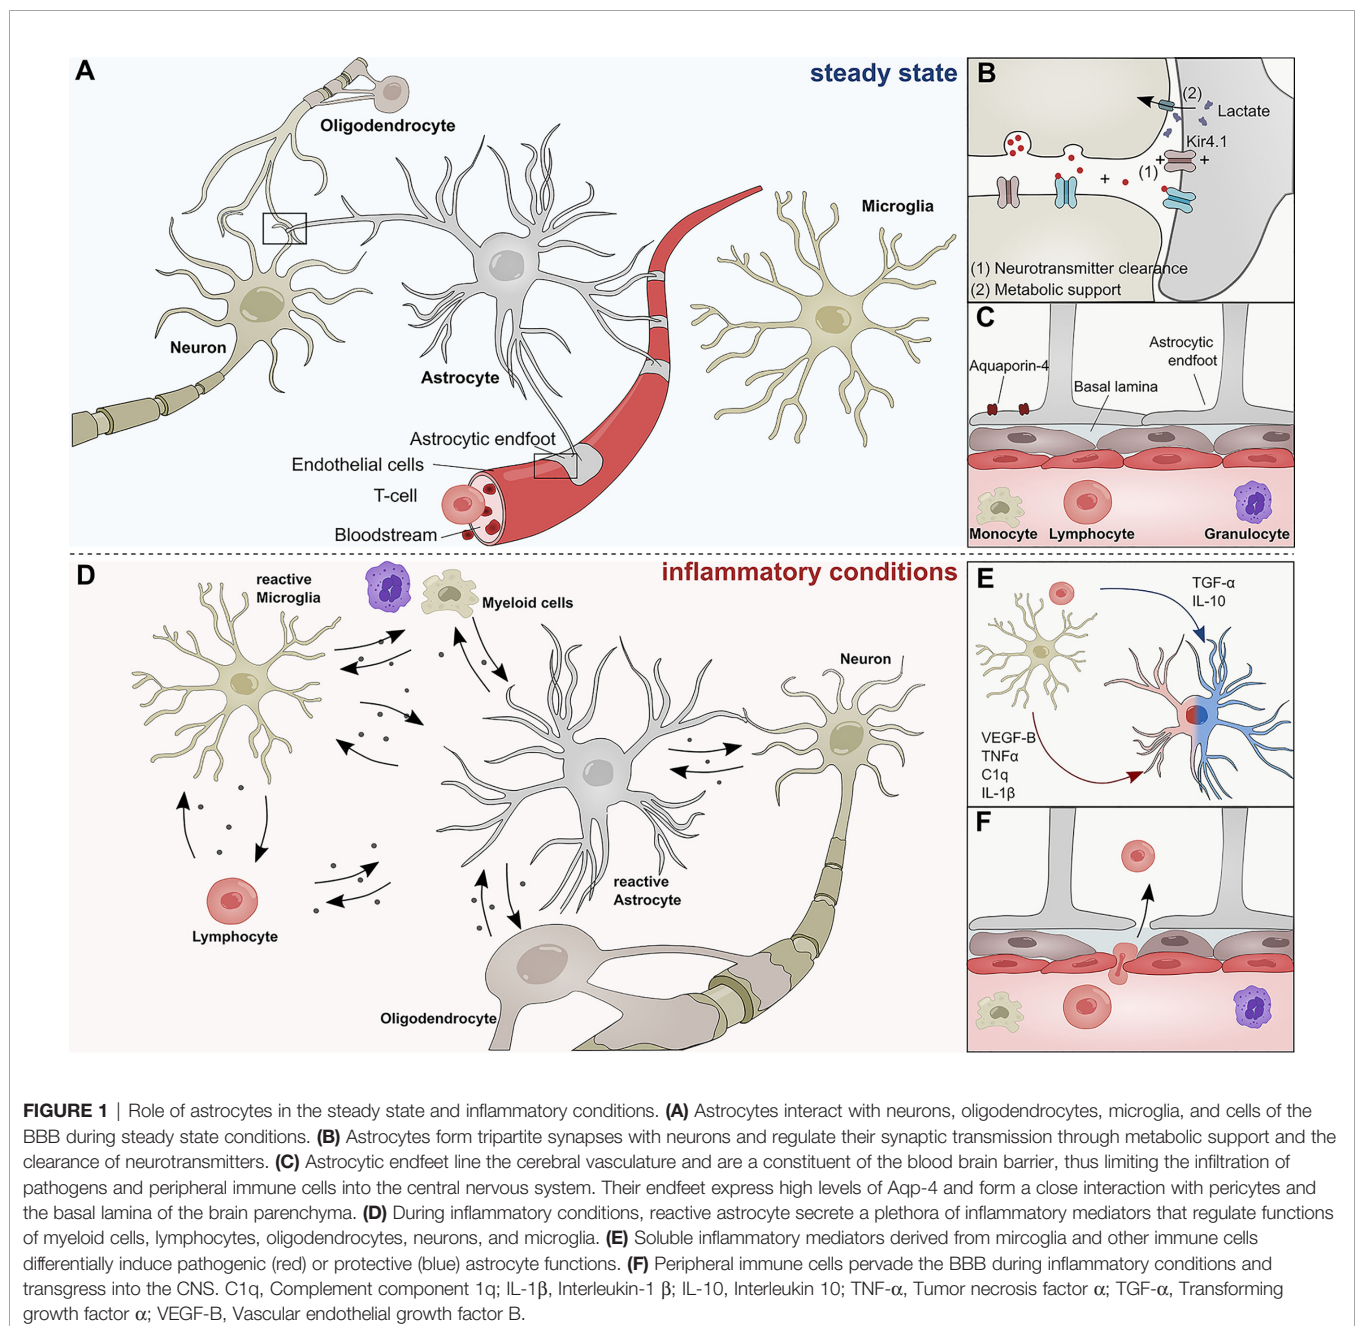 A
steady state
Oligodendrocyte
Microglia
Neuron
Astrocyte
Astrocytic endfoot
Endothelial cells
T-cell
Bloodstream
B
(2)
Lactate
Kir4.1
+ +
(1)
+
(1) Neurotransmitter clearance
(2) Metabolic support
C
Astrocytic
endfoot
Aquaporin-4
Basal lamina
Monocyte Lymphocyte Granulocyte
D
inflammatory conditions
reactive
Microglia
Myeloid cells
Neuron
reactive
Astrocyte
Lymphocyte
Oligodendrocyte
E
TGF-α
IL-10
VEGF-B
TNFα
C1q
IL-1β
F
FIGURE 1 | Role of astrocytes in the steady state and inflammatory conditions. (A) Astrocytes interact with neurons, oligodendrocytes, microglia, and cells of the
BBB during steady state conditions. (B) Astrocytes form tripartite synapses with neurons and regulate their synaptic transmission through metabolic support and the
clearance of neurotransmitters. (C) Astrocytic endfeet line the cerebral vasculature and are a constituent of the blood brain barrier, thus limiting the infiltration of
pathogens and peripheral immune cells into the central nervous system. Their endfeet express high levels of Aqp-4 and form a close interaction with pericytes and
the basal lamina of the brain parenchyma. (D) During inflammatory conditions, reactive astrocyte secrete a plethora of inflammatory mediators that regulate functions
of myeloid cells, lymphocytes, oligodendrocytes, neurons, and microglia. (E) Soluble inflammatory mediators derived from mircoglia and other immune cells
differentially induce pathogenic (red) or protective (blue) astrocyte functions. (F) Peripheral immune cells pervade the BBB during inflammatory conditions and
transgress into the CNS. C1q, Complement component 1q; IL-1β, Interleukin-1 β; IL-10, Interleukin 10; TNF-α, Tumor necrosis factor α; TGF-α, Transforming
growth factor α; VEGF-B, Vascular endothelial growth factor B.